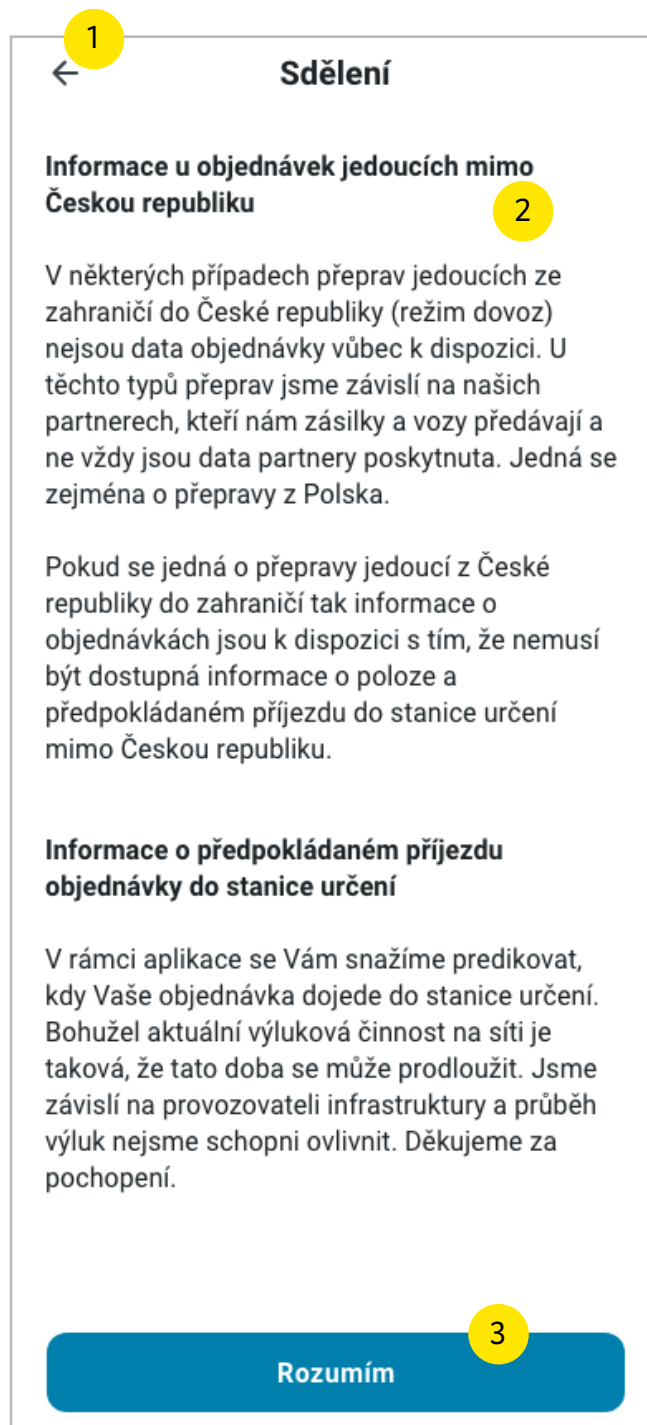 1
Sdělení
Informace u objednávek jedoucích mimo
Českou republiku
2
V některých případech přeprav jedoucích ze
zahraničí do České republiky (režim dovoz)
nejsou data objednávky vůbec k dispozici. U
těchto typů přeprav jsme závislí na našich
partnerech, kteří nám zásilky a vozy předávají a
ne vždy jsou data partnery poskytnuta. Jedná se
zejména o přepravy z Polska.
Pokud se jedná o přepravy jedoucí z České
republiky do zahraničí tak informace o
objednávkách jsou k dispozici s tím, že nemusí
být dostupná informace o poloze a
předpokládaném příjezdu do stanice určení
mimo Českou republiku.
Informace o předpokládaném příjezdu
objednávky do stanice určení
V rámci aplikace se Vám snažíme predikovat,
kdy Vaše objednávka dojede do stanice určení.
Bohužel aktuální výluková činnost na síti je
taková, že tato doba se může prodloužit. Jsme
závislí na provozovateli infrastruktury a průběh
výluk nejsme schopni ovlivnit. Děkujeme za
pochopení.
3
Rozumím